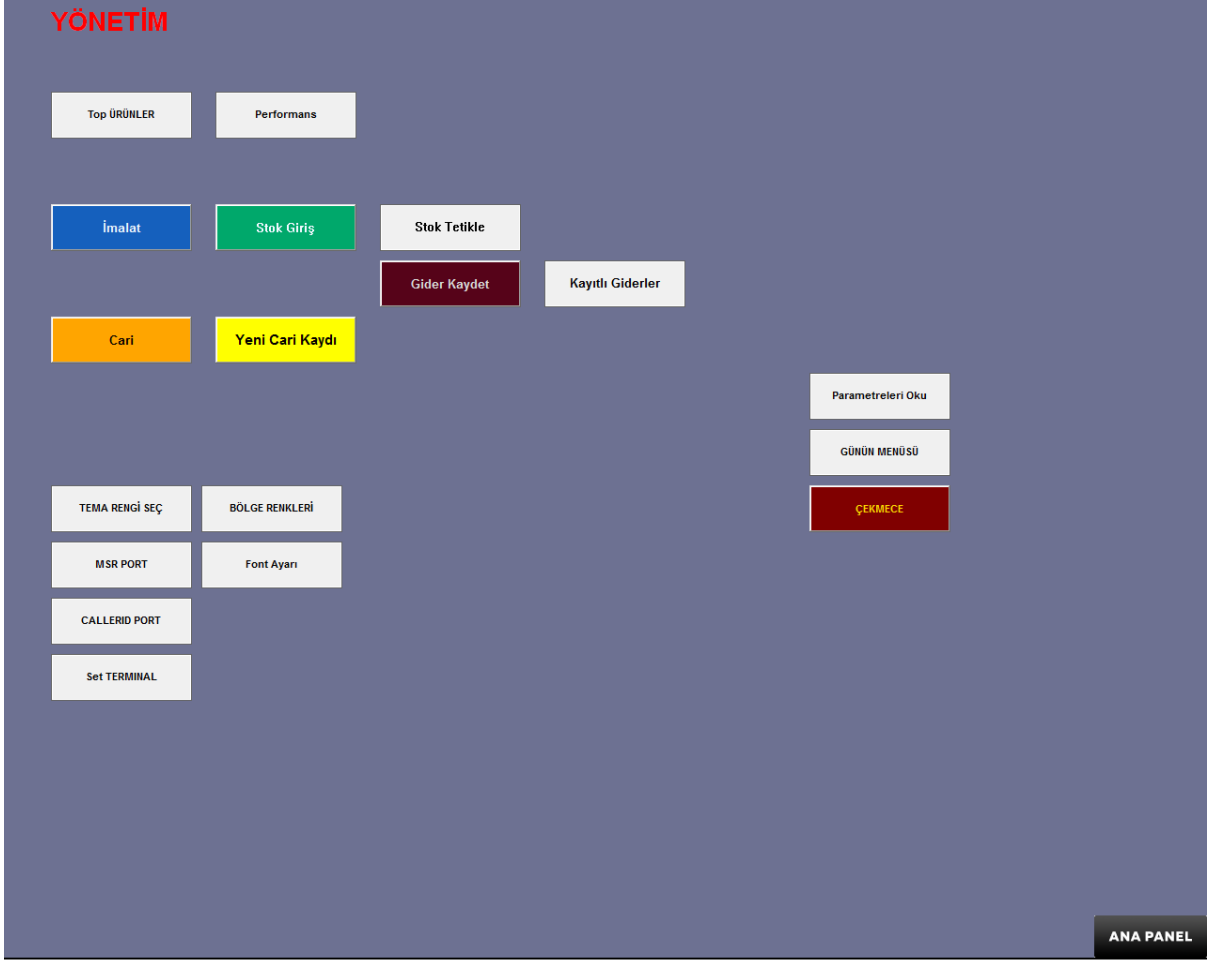 YÖNETİM
Top ÜRÜNLER
Performans
İmalat
Stok Giriş
Stok Tetikle
Gider Kaydet
Kayıtlı Giderler
Cari
Yeni Cari Kaydı
Parametreleri Oku
GÜNÜN MENÜSÜ
TEMA RENGİ SEÇ
BÖLGE RENKLERİ
ÇEKMECE
MSR PORT
Font Ayarı
CALLERID PORT
Set TERMINAL
ANA PANEL